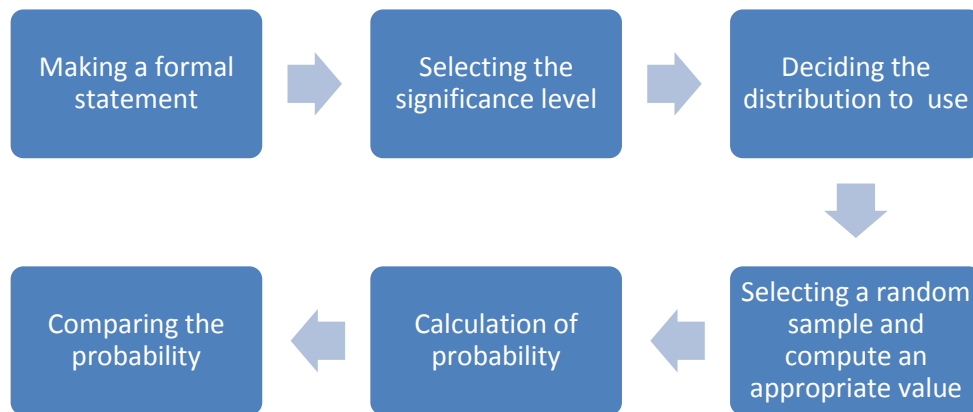 Making a formal
statement
Selecting the
significance level
Deciding the
distribution to use
Selecting a random
sample and
compute an
appropriate value
Calculation of
probability
Comparing the
probability